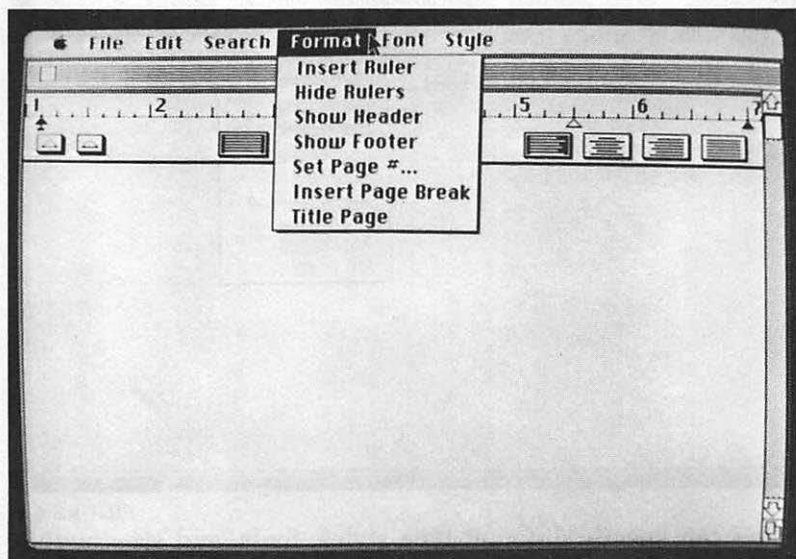 File Edit Search Format Font Style
Insert Ruler
Hide Rulers
Show Header
Show Footer
Set Page #...
Insert Page Break
Title Page
1 2 5 6 7